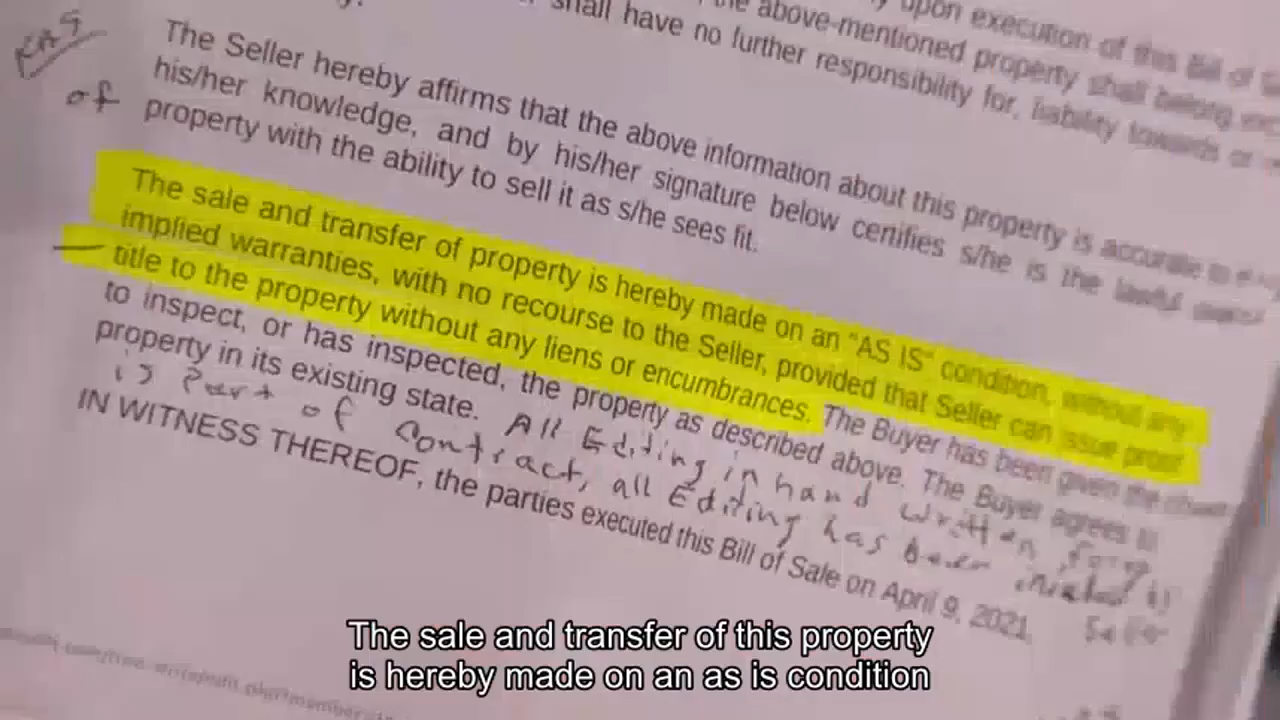 upon execution of this Bill of
the above-mentioned property shall belong
shall have no further responsibility for, liability towards or
KAS
The Seller hereby affirms that the above information about this property is accurate to
his/her knowledge, and by his/her signature below certifies s/he is the lawful owner
of
property with the ability to sell it as s/he sees fit.
The sale and transfer of property is hereby made on an "AS IS" condition, without any
implied warranties, with no recourse to the Seller, provided that Seller can issue proof
title to the property without any liens or encumbrances. The Buyer has been given the
to inspect, or has inspected, the property as described above. The Buyer agrees to
property in its existing state. All Editing in hand written form
is Part of contract, all Editing has been initialed by
Seller
IN WITNESS THEREOF, the parties executed this Bill of Sale on April 9, 2021.
The sale and transfer of this property
is hereby made on an as is condition